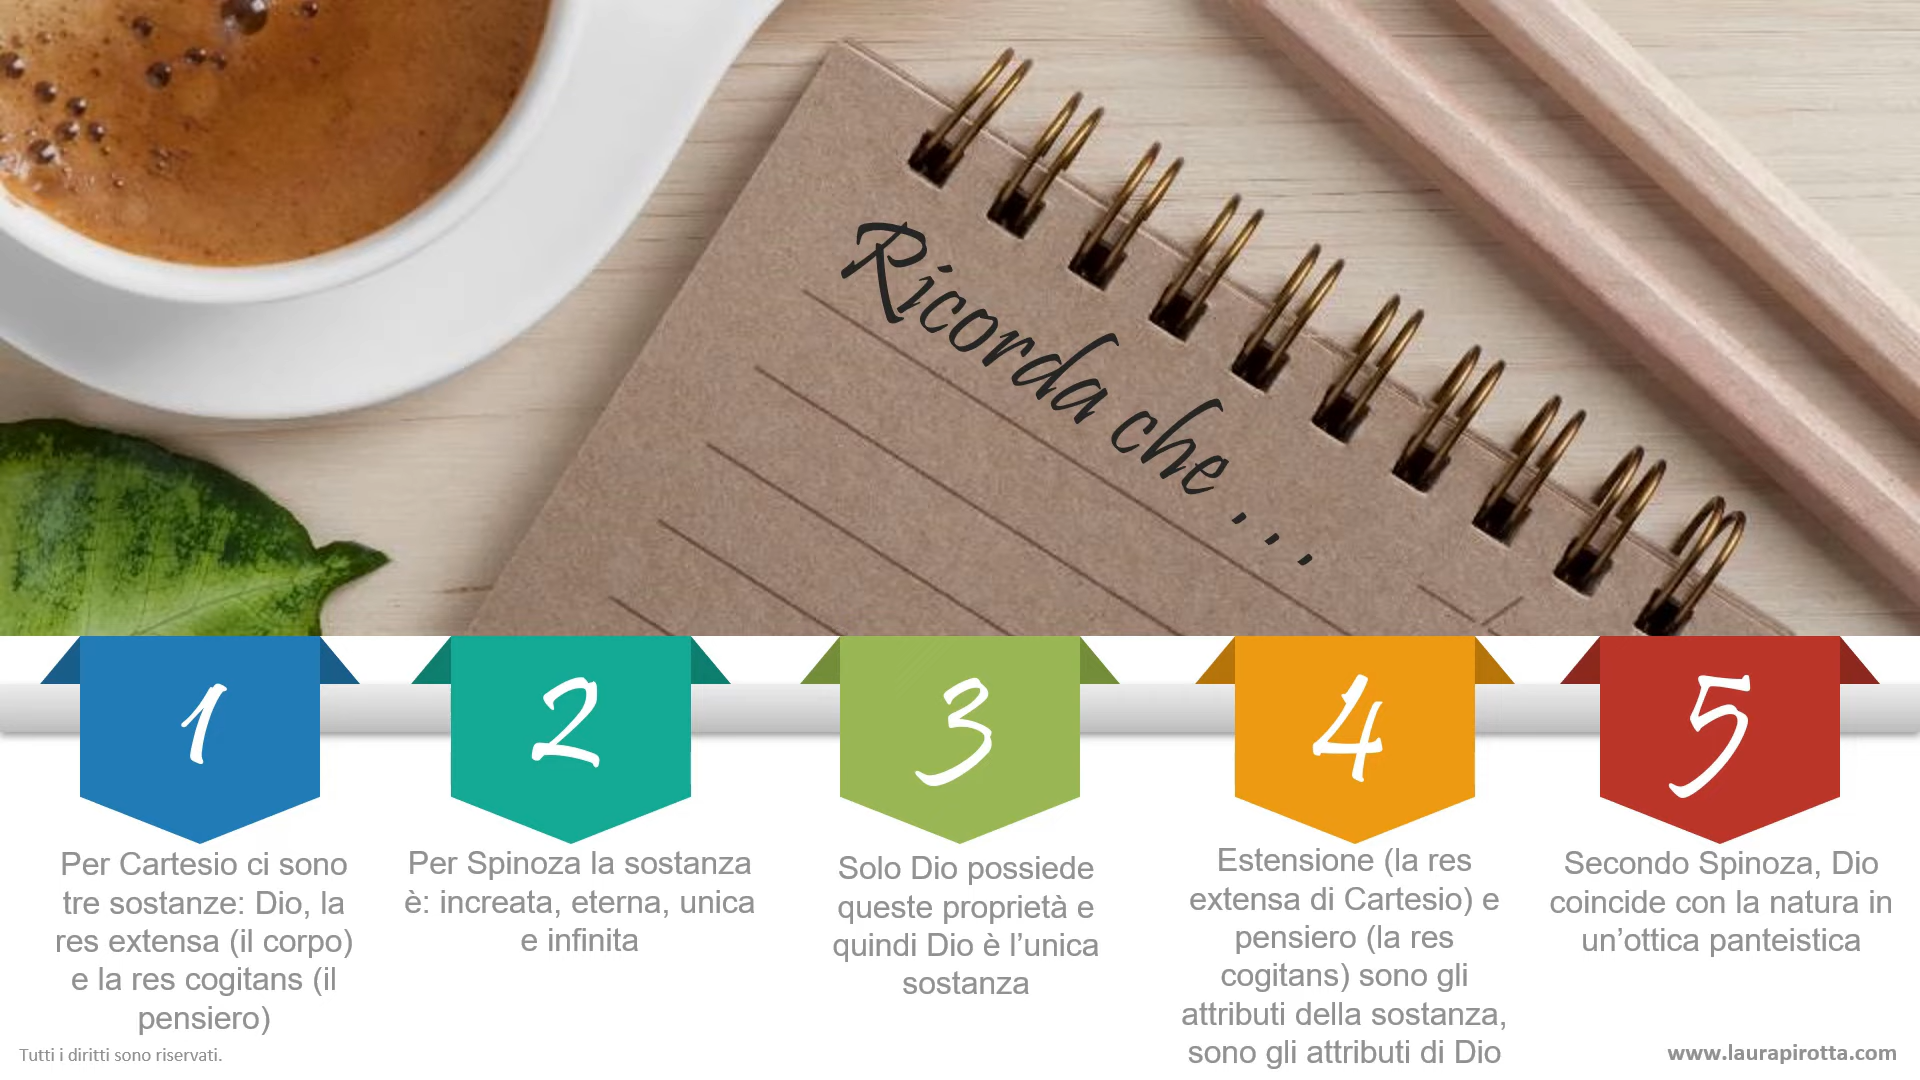 Ricorda che . . .
1
Per Cartesio ci sono
tre sostanze: Dio, la
res extensa (il corpo)
e la res cogitans (il
pensiero)
2
Per Spinoza la sostanza
è: increata, eterna, unica
e infinita
3
Solo Dio possiede
queste proprietà e
quindi Dio è l’unica
sostanza
4
Estensione (la res
extensa di Cartesio) e
pensiero (la res
cogitans) sono gli
attributi della sostanza,
sono gli attributi di Dio
5
Secondo Spinoza, Dio
coincide con la natura in
un’ottica panteistica
Tutti i diritti sono riservati.
www.laurapirotta.com